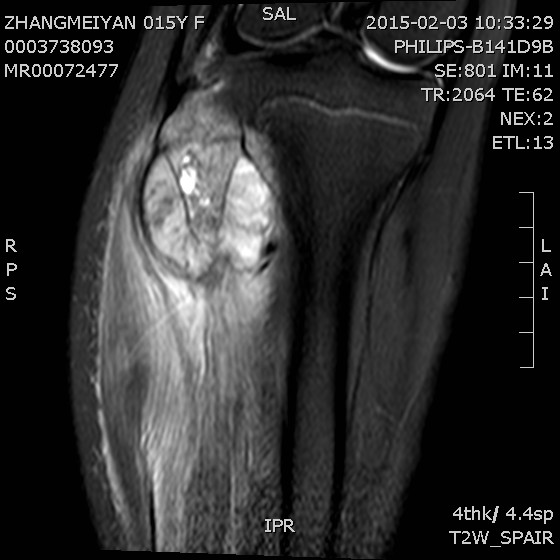 ZHANGMEIYAN 015Y F
0003738093
MR00072477
SAL
2015-02-03 10:33:29
PHILIPS-B141D9B
SE:801 IM:11
TR:2064 TE:62
NEX:2
ETL:13
R
P
S
L
A
I
IPR
4thk/ 4.4sp
T2W_SPAIR